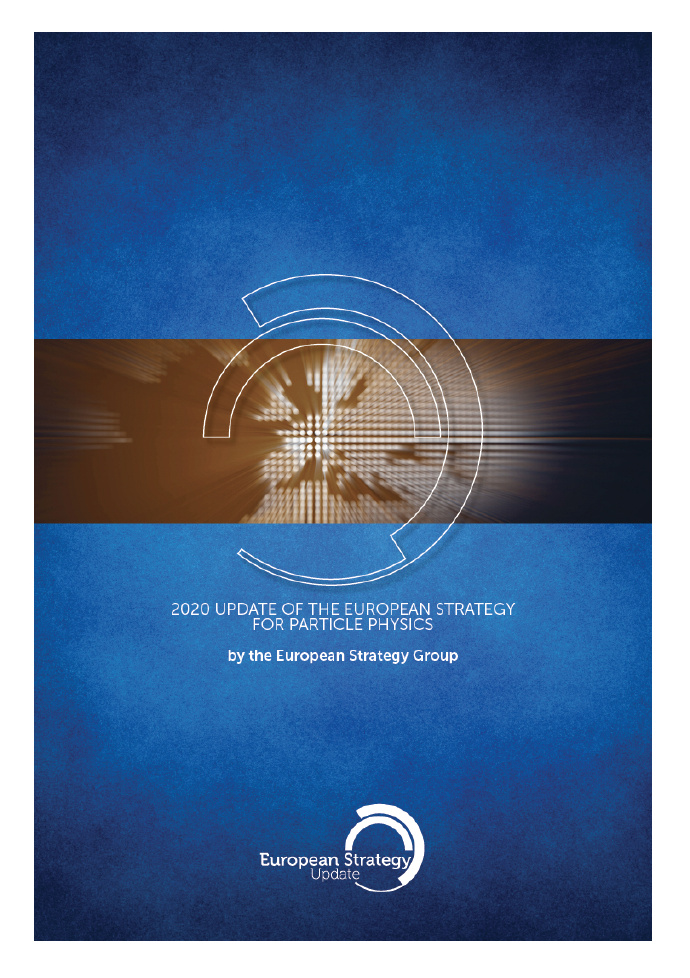 2020 UPDATE OF THE EUROPEAN STRATEGY
FOR PARTICLE PHYSICS
by the European Strategy Group
European Strategy
Update